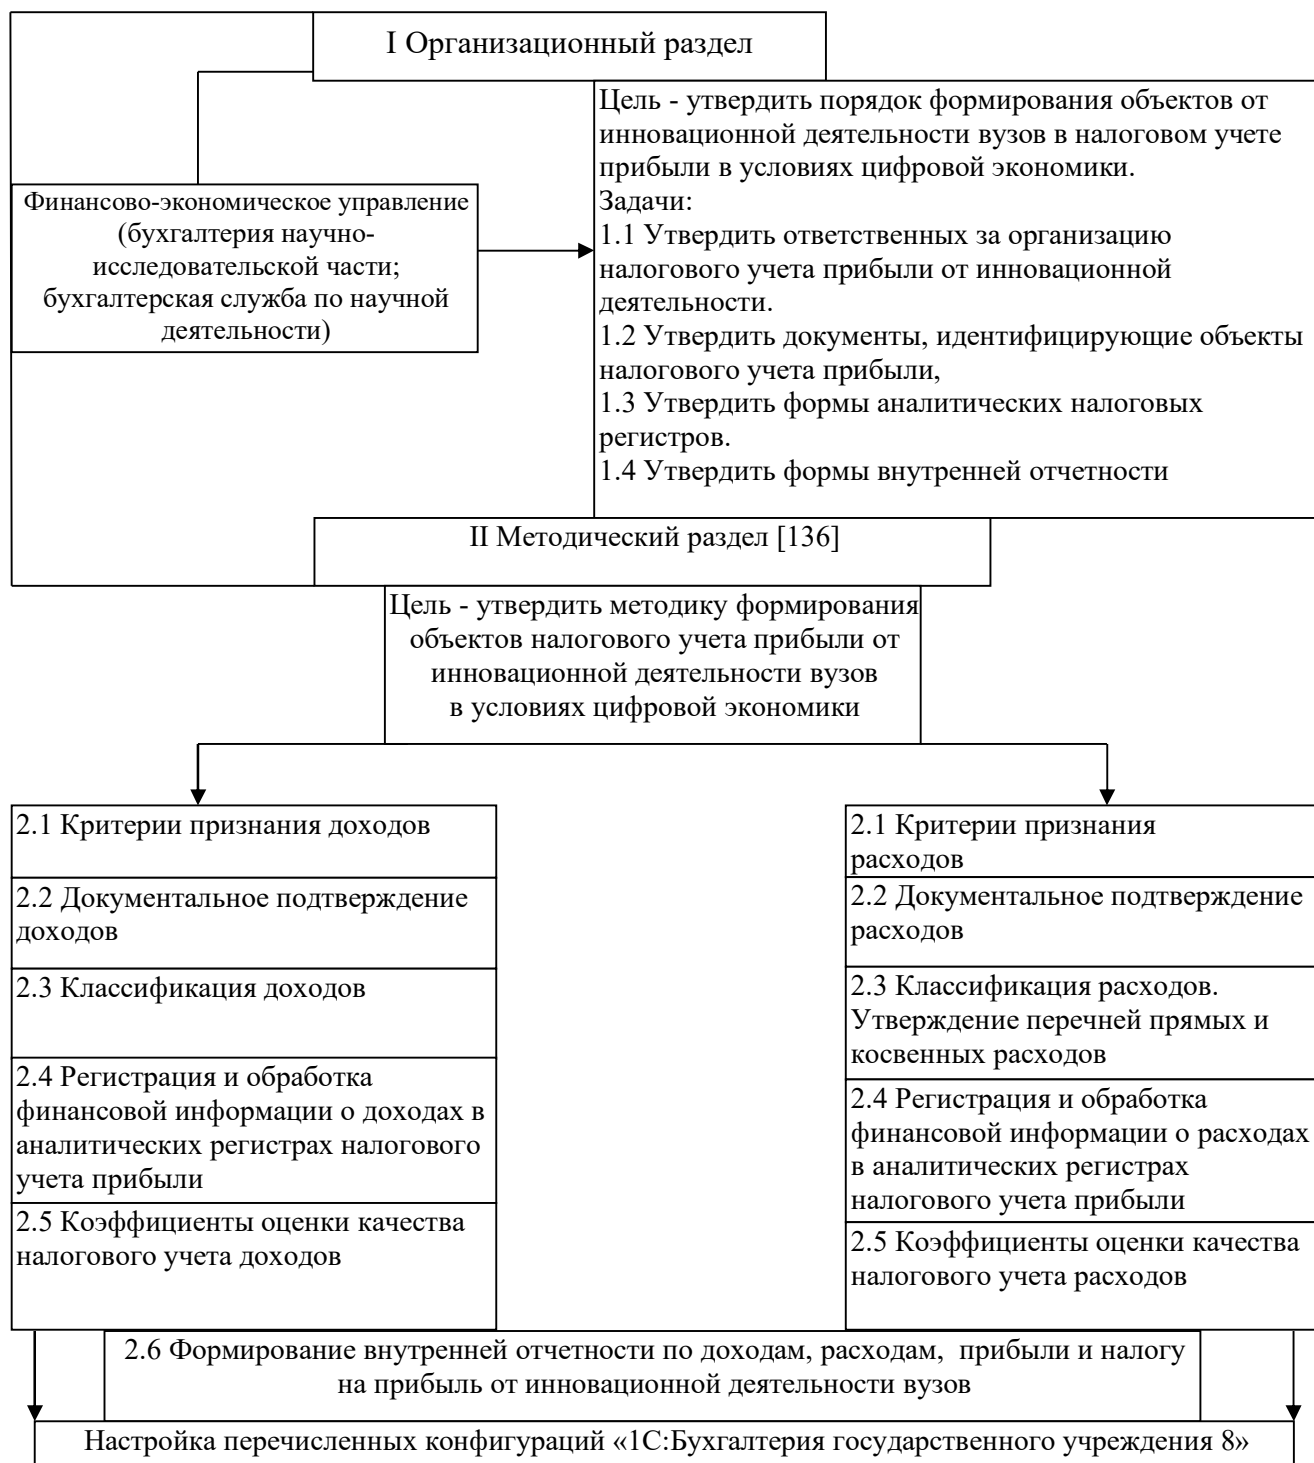 I Организационный раздел
Финансово-экономическое управление
(бухгалтерия научно-
исследовательской части;
бухгалтерская служба по научной
деятельности)
Цель - утвердить порядок формирования объектов от
инновационной деятельности вузов в налоговом учете
прибыли в условиях цифровой экономики.
Задачи:
1.1 Утвердить ответственных за организацию
налогового учета прибыли от инновационной
деятельности.
1.2 Утвердить документы, идентифицирующие объекты
налогового учета прибыли,
1.3 Утвердить формы аналитических налоговых
регистров.
1.4 Утвердить формы внутренней отчетности
II Методический раздел [136]
Цель - утвердить методику формирования
объектов налогового учета прибыли от
инновационной деятельности вузов
в условиях цифровой экономики
2.1 Критерии признания доходов
2.2 Документальное подтверждение
доходов
2.3 Классификация доходов
2.4 Регистрация и обработка
финансовой информации о доходах в
аналитических регистрах налогового
учета прибыли
2.5 Коэффициенты оценки качества
налогового учета доходов
2.1 Критерии признания
расходов
2.2 Документальное подтверждение
расходов
2.3 Классификация расходов.
Утверждение перечней прямых и
косвенных расходов
2.4 Регистрация и обработка
финансовой информации о расходах
в аналитических регистрах
налогового учета прибыли
2.5 Коэффициенты оценки качества
налогового учета расходов
2.6 Формирование внутренней отчетности по доходам, расходам, прибыли и налогу
на прибыль от инновационной деятельности вузов
Настройка перечисленных конфигураций «1С:Бухгалтерия государственного учреждения 8»